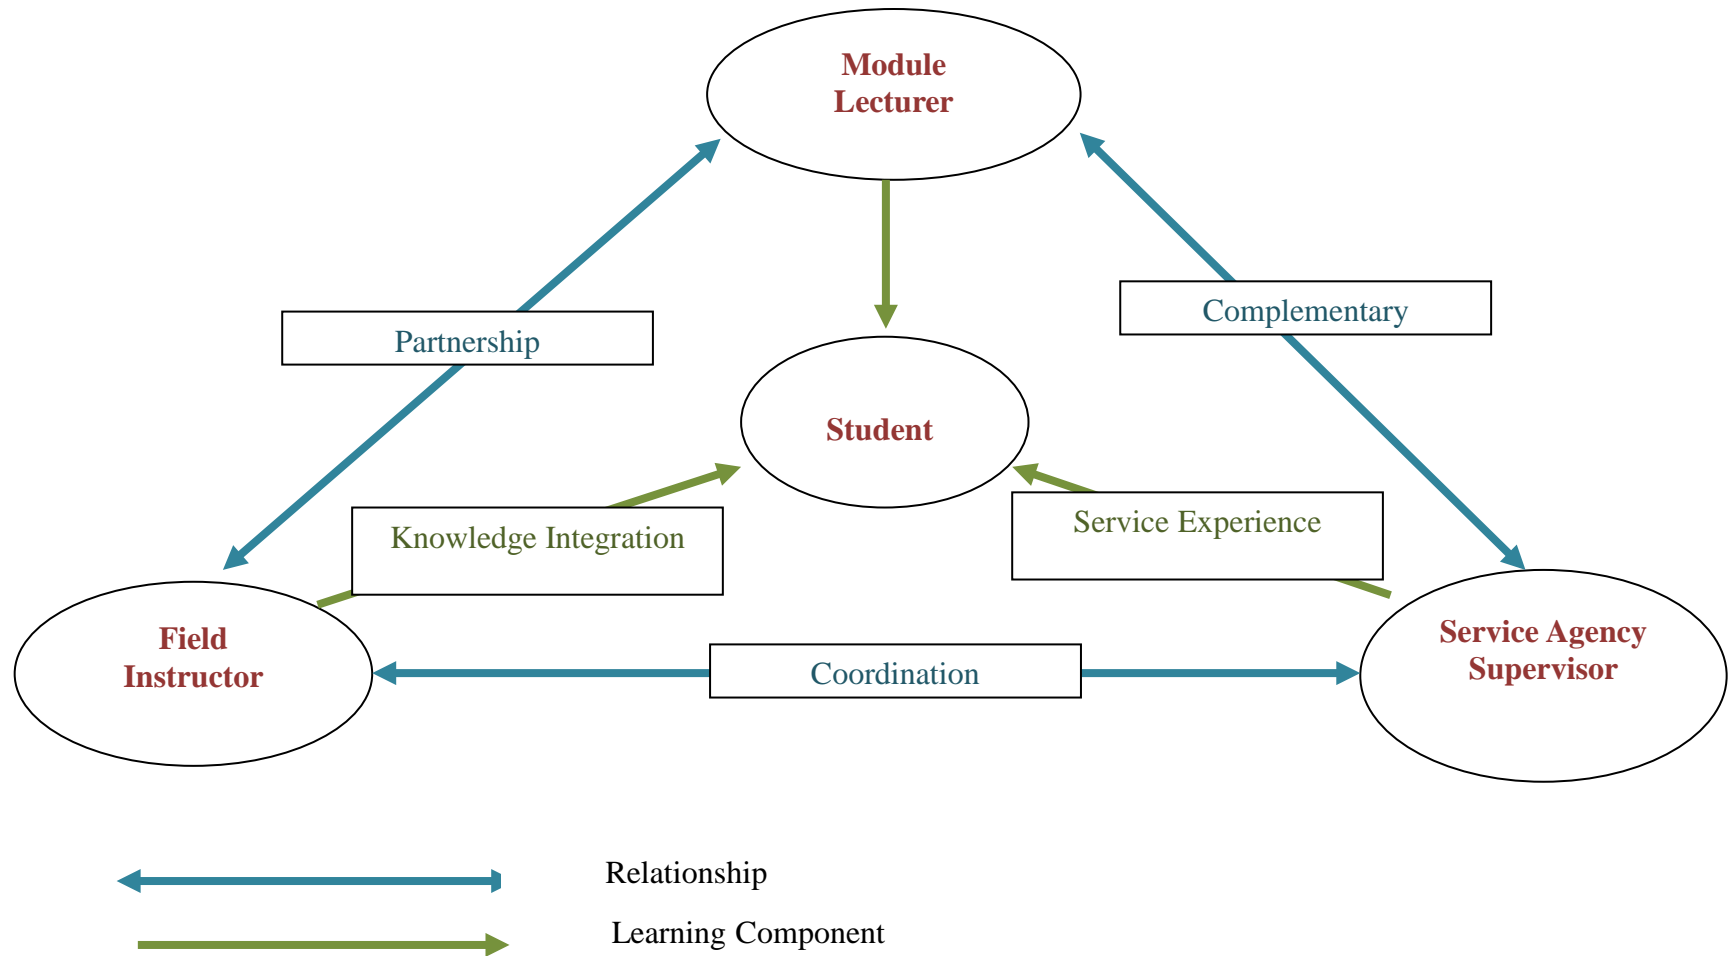 Module
Lecturer
Complementary
Partnership
Student
Knowledge Integration
Service Experience
Field
Instructor
Service Agency
Supervisor
Coordination
Relationship
Learning Component